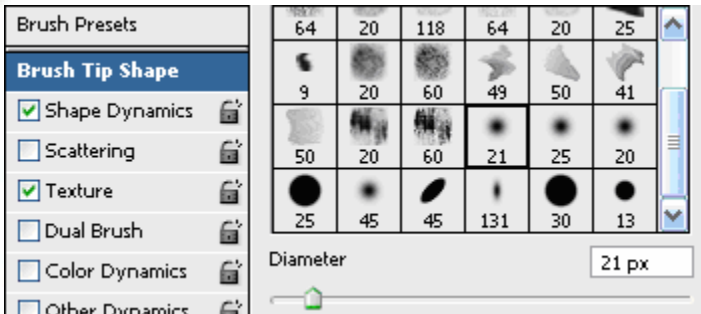 Brush Presets
Brush Tip Shape
Shape Dynamics
Scattering
Texture
Dual Brush
Color Dynamics
Other Dynamics
64 20 118 64 20 25
9 20 60 49 50 41
50 20 60 21 25 20
25 45 45 131 30 13
Diameter 21 px